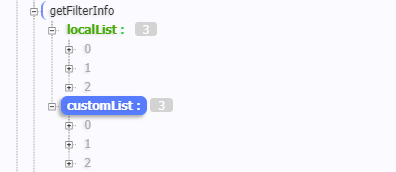 getFilterInfo
localList : 3
0
1
2
customList : 3
0
1
2